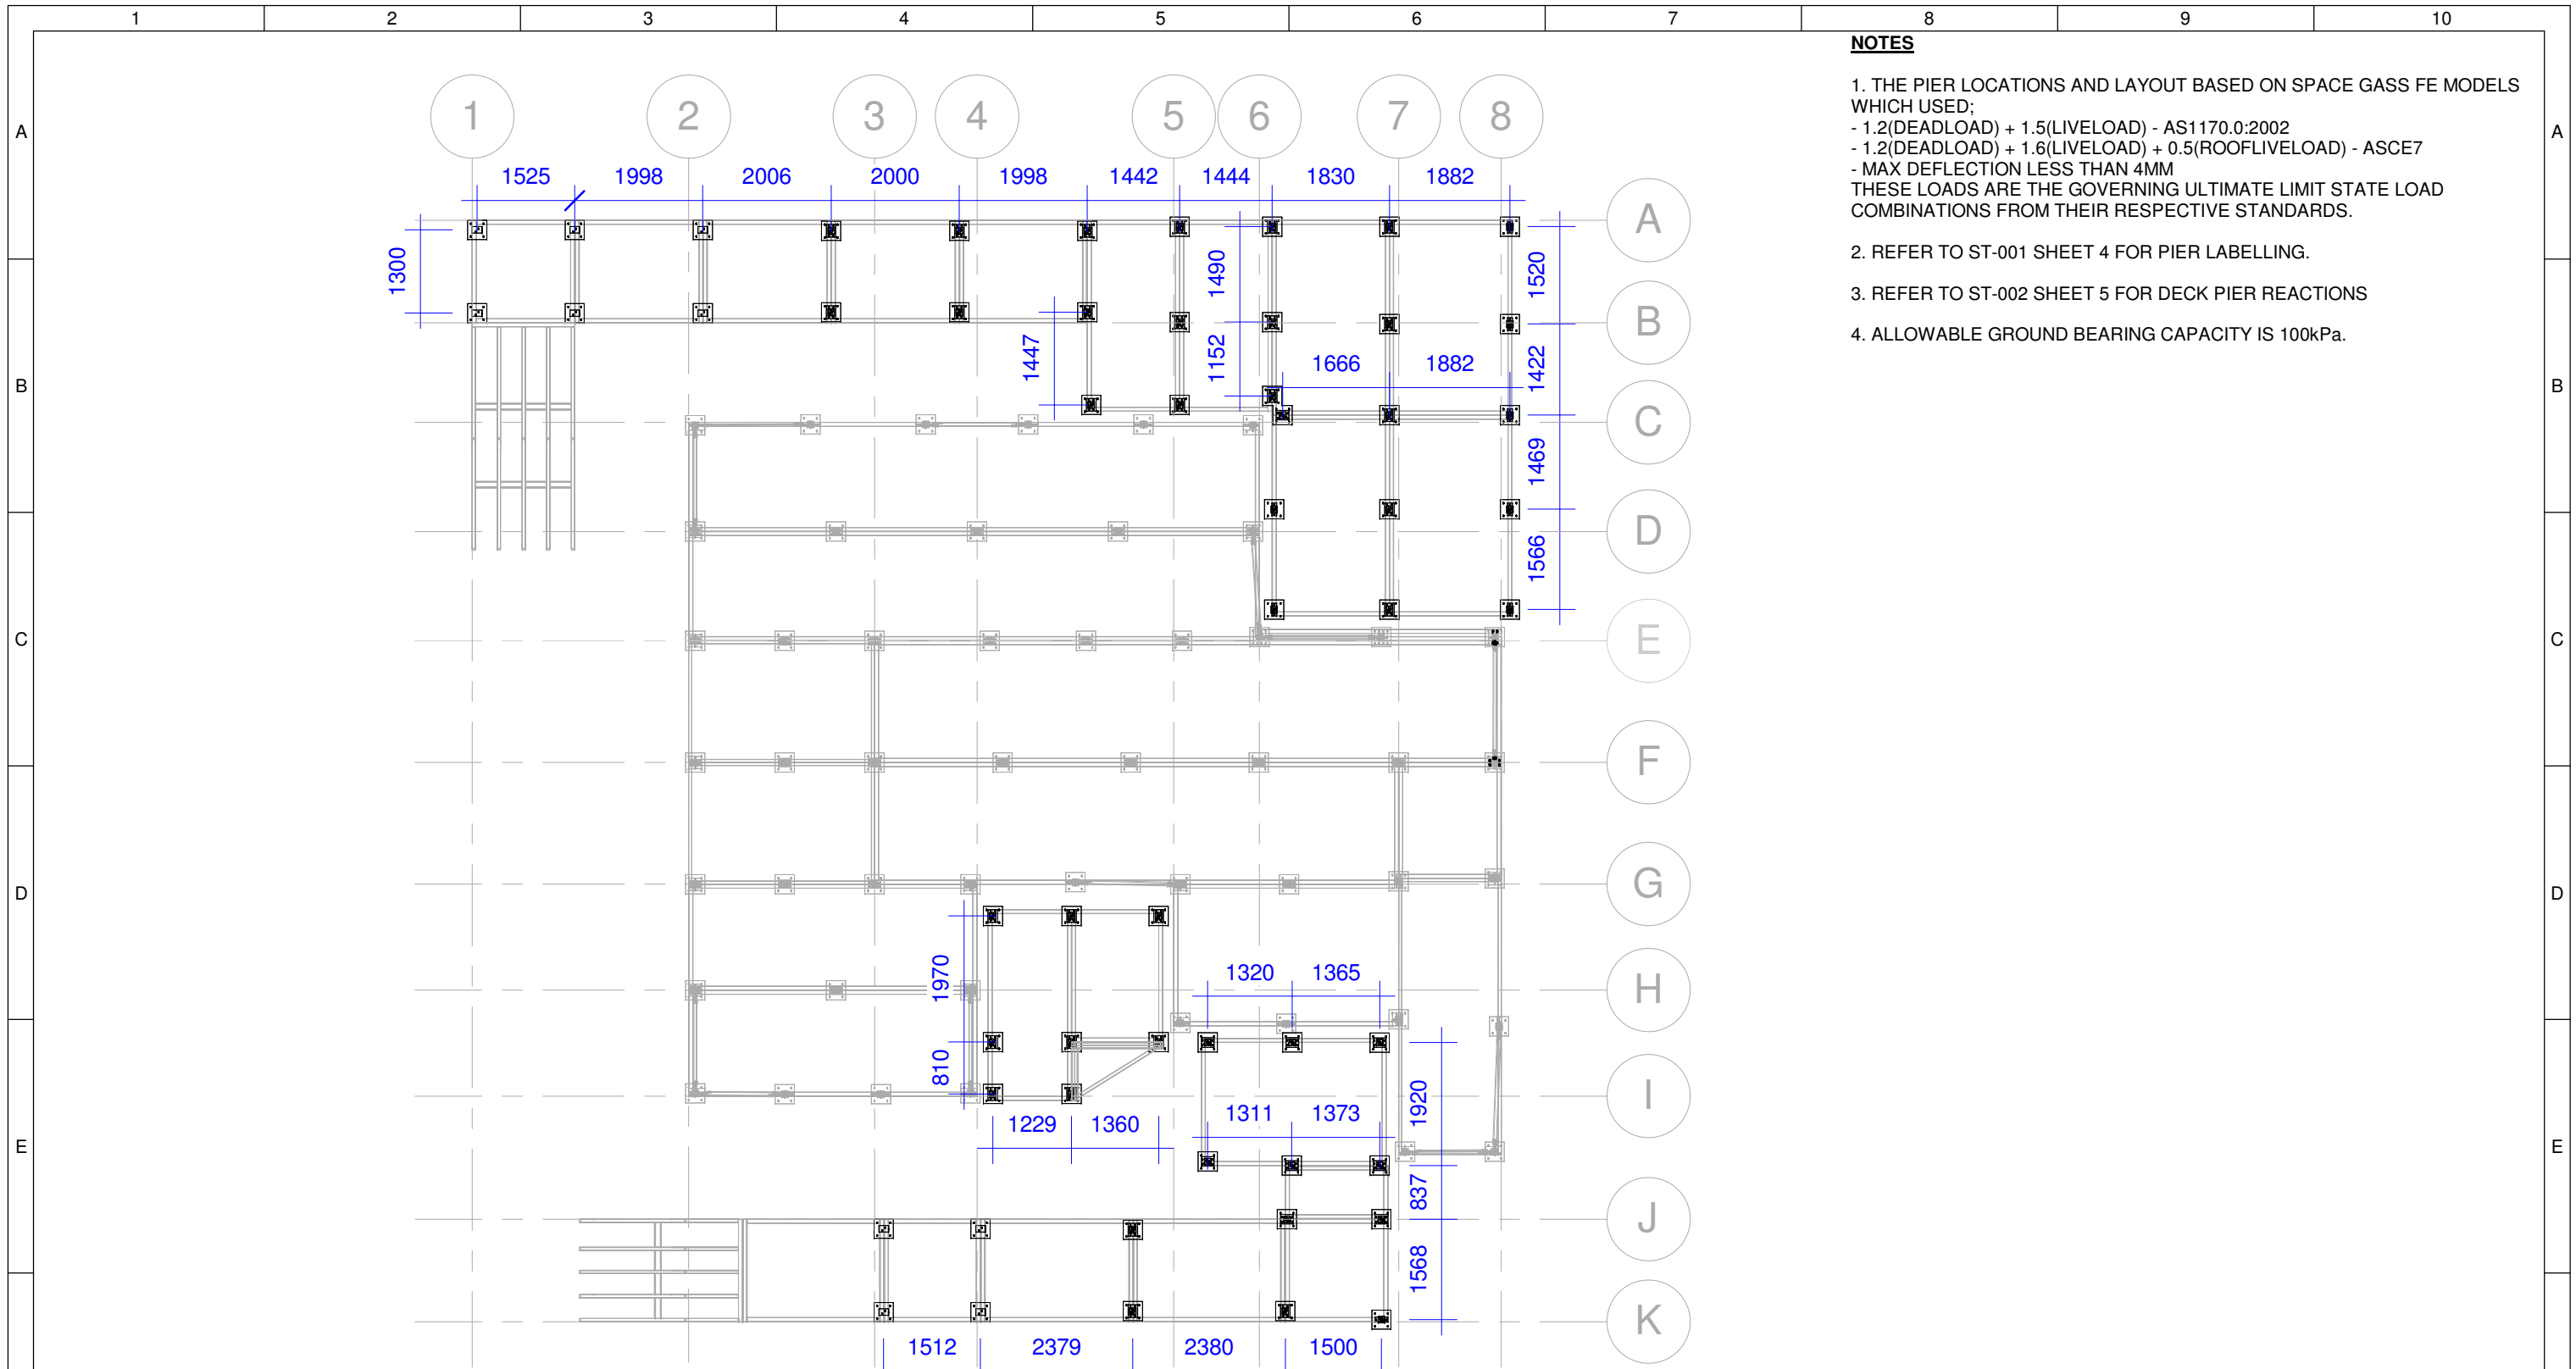 1 2 3 4 5 6 7 8 9 10
NOTES
1. THE PIER LOCATIONS AND LAYOUT BASED ON SPACE GASS FE MODELS
WHICH USED;
- 1.2(DEADLOAD) + 1.5(LIVELOAD) - AS1170.0:2002
- 1.2(DEADLOAD) + 1.6(LIVELOAD) + 0.5(ROOFLIVELOAD) - ASCE7
- MAX DEFLECTION LESS THAN 4MM
THESE LOADS ARE THE GOVERNING ULTIMATE LIMIT STATE LOAD
COMBINATIONS FROM THEIR RESPECTIVE STANDARDS.
2. REFER TO ST-001 SHEET 4 FOR PIER LABELLING.
3. REFER TO ST-002 SHEET 5 FOR DECK PIER REACTIONS
4. ALLOWABLE GROUND BEARING CAPACITY IS 100kPa.
1 2 3 4 5 6 7 8
A A
1525 1998 2006 2000 1998 1442 1444 1830 1882
A
1300 1490 1520
B
1447 1152 1666 1882 1422
B B
C
1469
D
1566
E
C C
F
G
D D
1970 1320 1365
H
810 1920
I
1229 1360 1311 1373
E E
837
J
1568
K
1512 2379 2380 1500